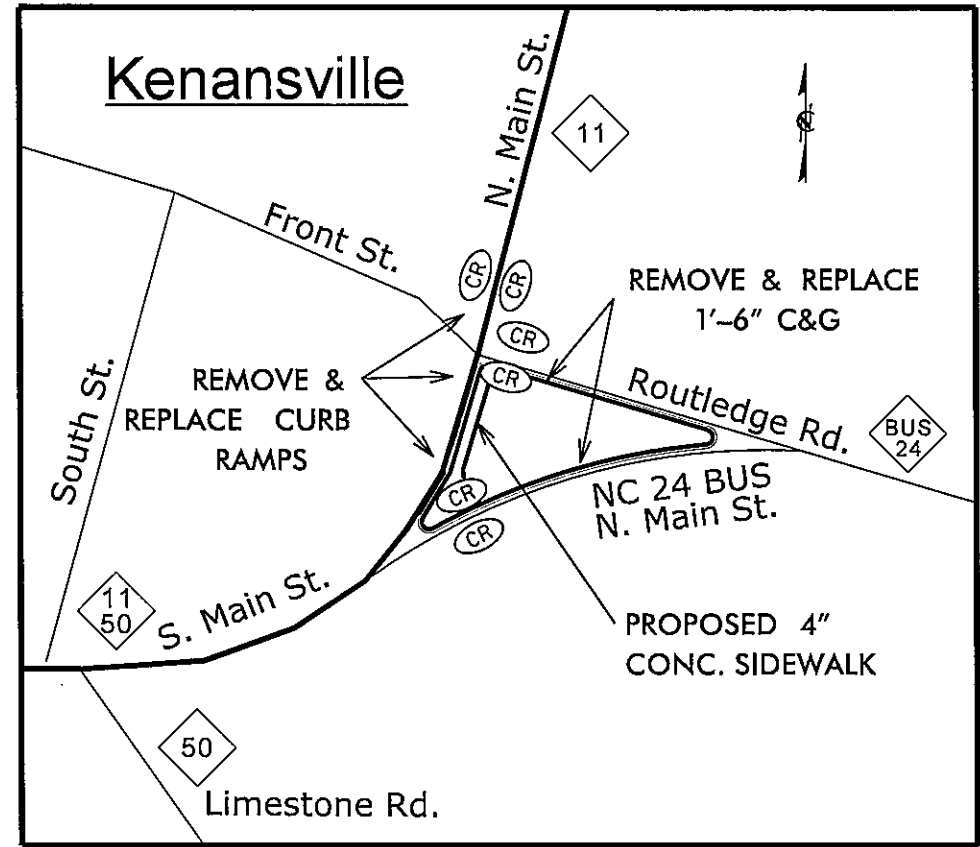 Kenansville
N. Main St.
11
Front St.
CR
CR
REMOVE & REPLACE
1'-6" C&G
CR
CR
REMOVE &
REPLACE CURB
RAMPS
Routledge Rd.
BUS
24
South St.
CR
NC 24 BUS
N. Main St.
CR
11
50
S. Main St.
PROPOSED 4"
CONC. SIDEWALK
50
Limestone Rd.